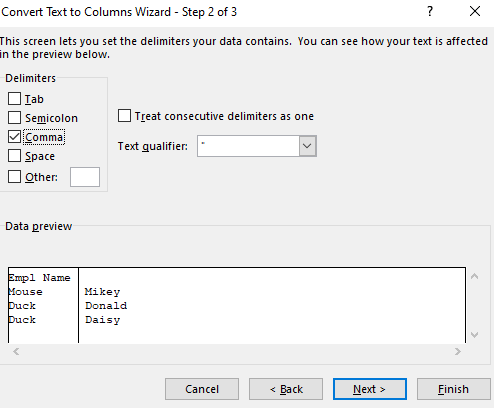 Convert Text to Columns Wizard - Step 2 of 3
This screen lets you set the delimiters your data contains. You can see how your text is affected
in the preview below.
Delimiters
Tab
Semicolon
Comma
Space
Other:
Treat consecutive delimiters as one
Text qualifier: "
Data preview
Empl Name
Mouse Mikey
Duck Donald
Duck Daisy
Cancel < Back Next > Finish